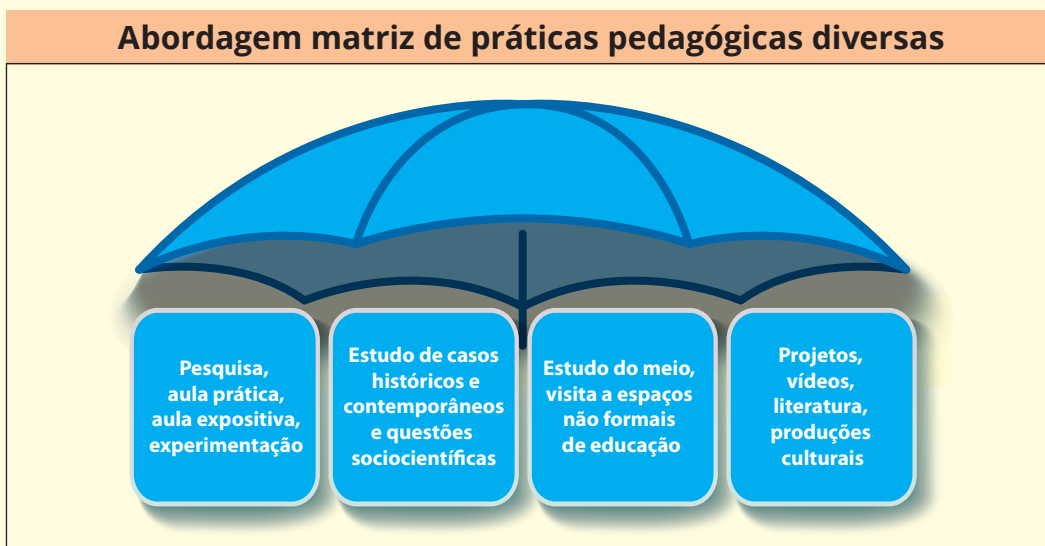 Abordagem matriz de práticas pedagógicas diversas
Pesquisa,
aula prática,
aula expositiva,
experimentação
Estudo de casos
históricos e
contemporâneos
e questões
sociocientíficas
Estudo do meio,
visita a espaços
não formais
de educação
Projetos,
vídeos,
literatura,
produções
culturais